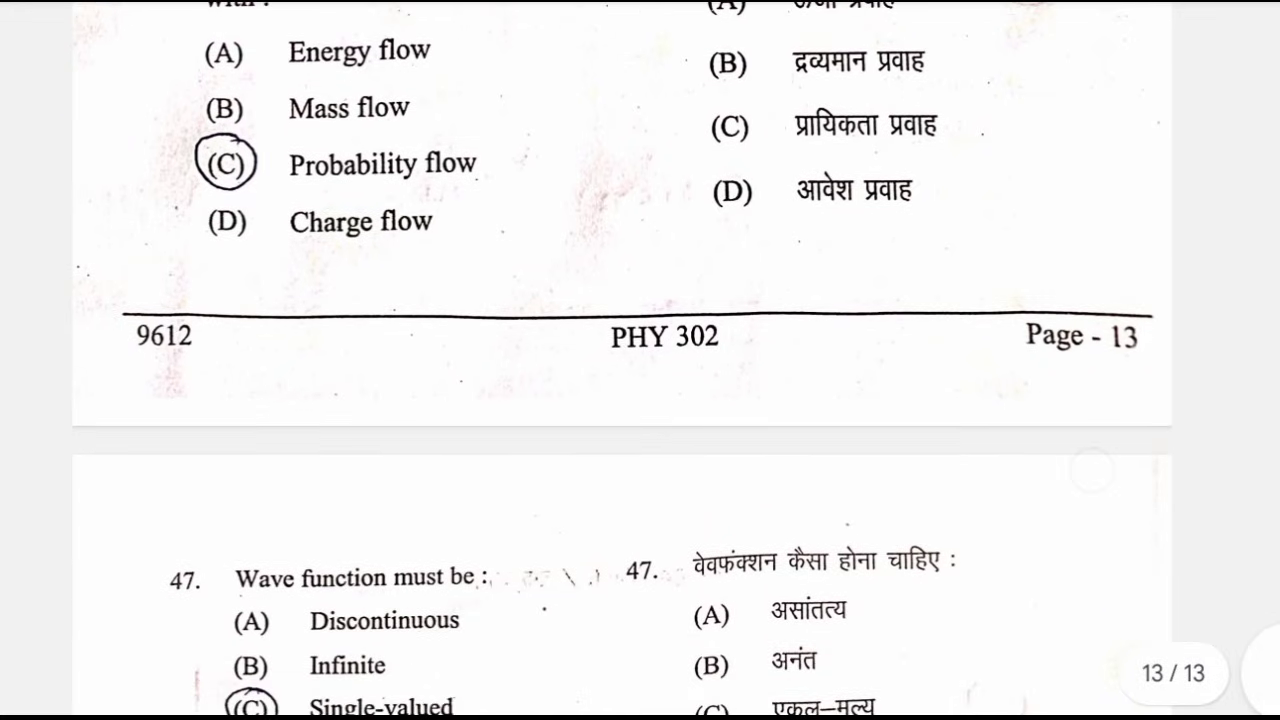 (A) Energy flow
(B) Mass flow
(C) Probability flow
(D) Charge flow
(B) द्रव्यमान प्रवाह
(C) प्रायिकता प्रवाह
(D) आवेश प्रवाह
9612 PHY 302 Page - 13
47. Wave function must be :
(A) Discontinuous
(B) Infinite
(C) Single-valued
47. वेवफंक्शन कैसा होना चाहिए :
(A) असांतत्य
(B) अनंत
(C) एकल-मूल्य
13 / 13